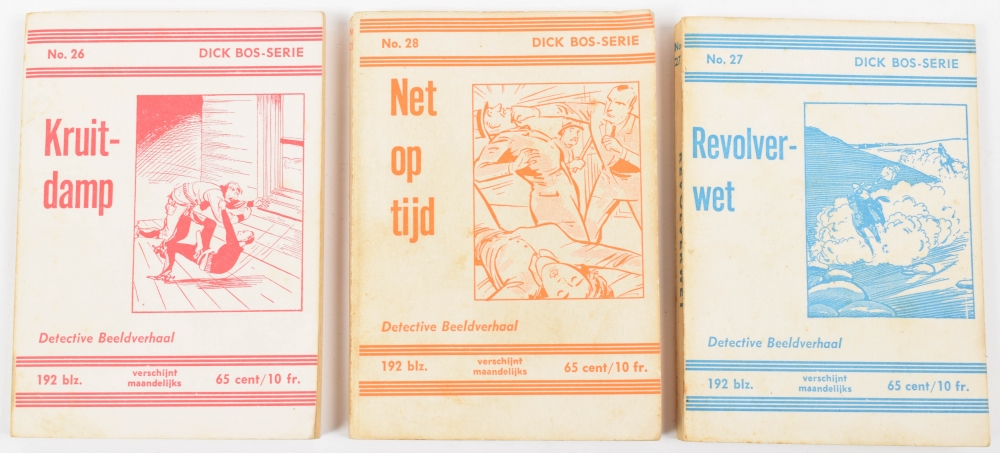 No. 26 DICK BOS-SERIE
Kruit-
damp
Detective Beeldverhaal
192 blz. verschijnt maandelijks 65 cent/10 fr.
No. 28 DICK BOS-SERIE
Net
op
tijd
Detective Beeldverhaal
192 blz. verschijnt maandelijks 65 cent/10 fr.
No. 27 DICK BOS-SERIE
Revolver-
wet
Detective Beeldverhaal
192 blz. verschijnt maandelijks 65 cent/10 fr.
REVOLVERWET